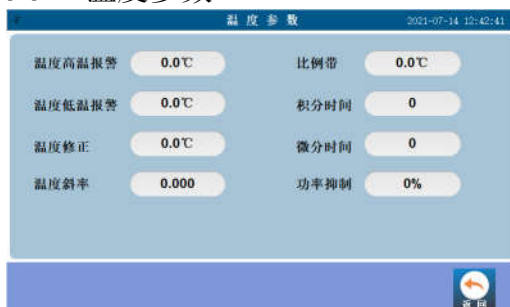 温度参数 2021-07-14 12:42:41
温度高温报警 0.0℃ 比例带 0.0℃
温度低温报警 0.0℃ 积分时间 0
温度修正 0.0℃ 微分时间 0
温度斜率 0.000 功率抑制 0%
返回